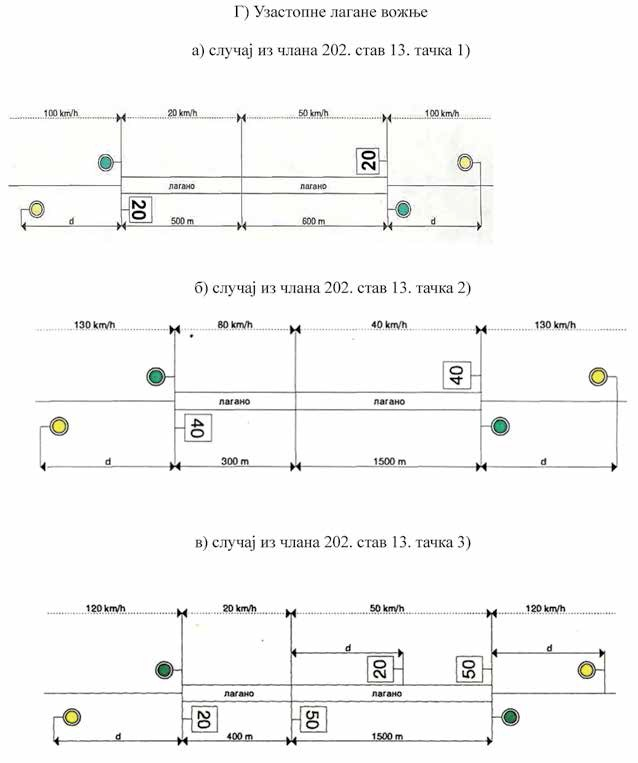 Г) Узастопне лагане вожње
а) случај из члана 202. став 13. тачка 1)
100 km/h 20 km/h 50 km/h 100 km/h
20
лагано лагано
20
d 500 m 600 m d
б) случај из члана 202. став 13. тачка 2)
130 km/h 80 km/h 40 km/h 130 km/h
40
лагано лагано
40
d 300 m 1500 m d
в) случај из члана 202. став 13. тачка 3)
120 km/h 20 km/h 50 km/h 120 km/h
d d
20 50
лагано лагано
20 50
d 400 m 1500 m